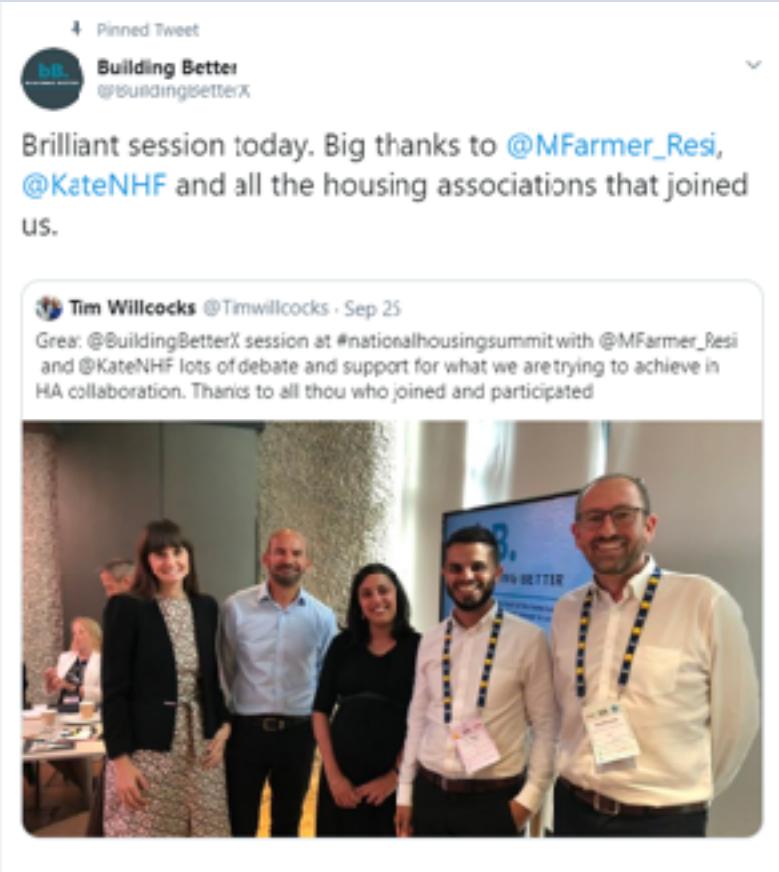 Pinned Tweet
bB.
Building Better
@BuildingBetterX
Brilliant session today. Big thanks to @MFarmer_Resi,
@KateNHF and all the housing associations that joined
us.
Tim Willcocks @Timwillcocks · Sep 25
Great @BuildingBetterX session at #nationalhousingsummit with @MFarmer_Resi
and @KateNHF lots of debate and support for what we are trying to achieve in
HA collaboration. Thanks to all thou who joined and participated
B.
BETTER